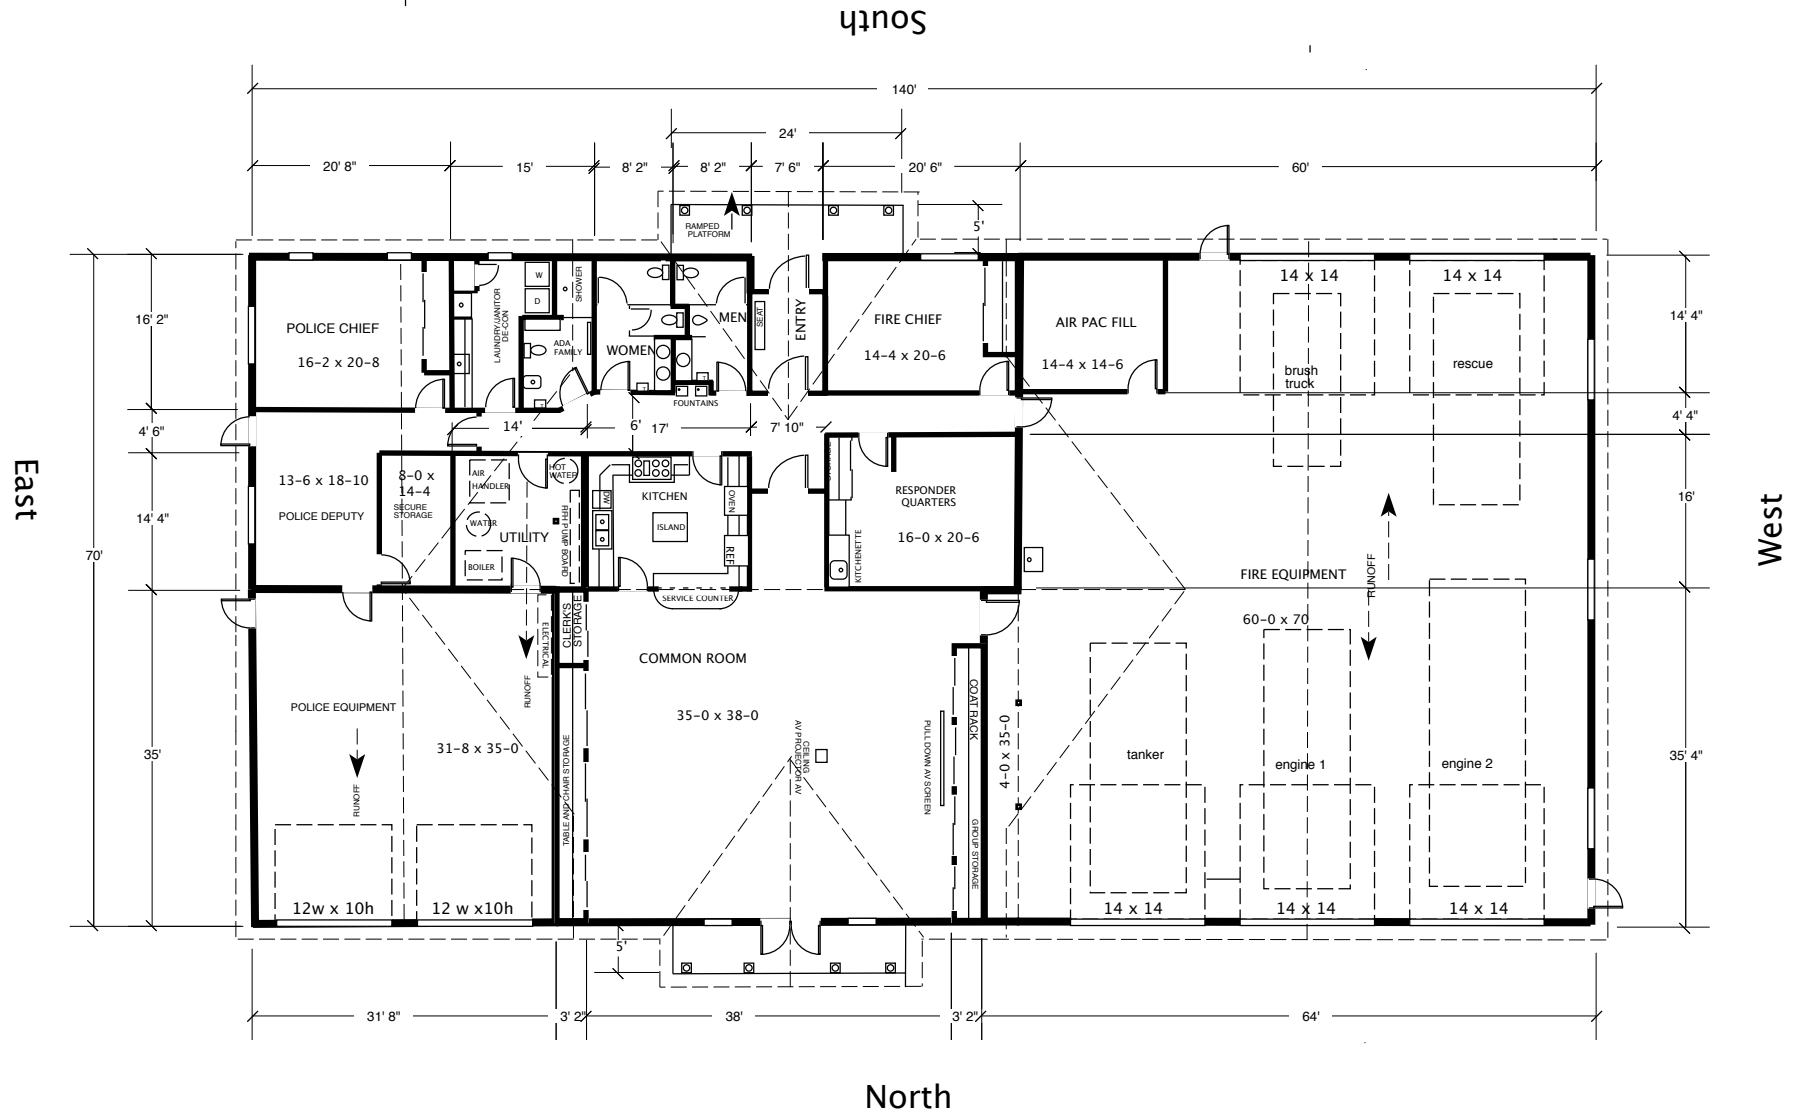 South
140'
24'
20' 8"
15'
8' 2"
8' 2"
7' 6"
20' 6"
60'
5'
RAMPED
PLATFORM
16' 2"
4' 6"
14' 4"
70'
35'
East
POLICE CHIEF
16-2 x 20-8
LAUNDRY/JANITOR
DE-CON
W
D
SHOWER
ADA
FAMILY
T
WOMEN
T
MEN
T
FOUNTAINS
SEAT
ENTRY
FIRE CHIEF
14-4 x 20-6
AIR PAC FILL
14-4 x 14-6
14 x 14
14 x 14
brush
truck
rescue
14' 4"
4' 4"
16'
35' 4"
West
14'
6'
17'
7' 10"
13-6 x 18-10
POLICE DEPUTY
8-0 x
14-4
SECURE
STORAGE
AIR
HANDLER
HOT
WATER
WATER
UTILITY
BOILER
RFH PUMP BOARD
KITCHEN
DW
ISLAND
OVEN
REF
SERVICE COUNTER
STORAGE
KITCHENETTE
RESPONDER
QUARTERS
16-0 x 20-6
FIRE EQUIPMENT
60-0 x 70
RUNOFF
CLERK'S
STORAGE
ELECTRICAL
RUNOFF
POLICE EQUIPMENT
31-8 x 35-0
RUNOFF
TABLE AND CHAIR STORAGE
COMMON ROOM
35-0 x 38-0
CEILING
AV PROJECTOR AV
PULL DOWN AV SCREEN
COAT RACK
GROUP STORAGE
4-0 x 35-0
tanker
engine 1
engine 2
12w x 10h
12 w x10h
14 x 14
14 x 14
14 x 14
5'
31' 8"
3' 2"
38'
3' 2"
64'
North